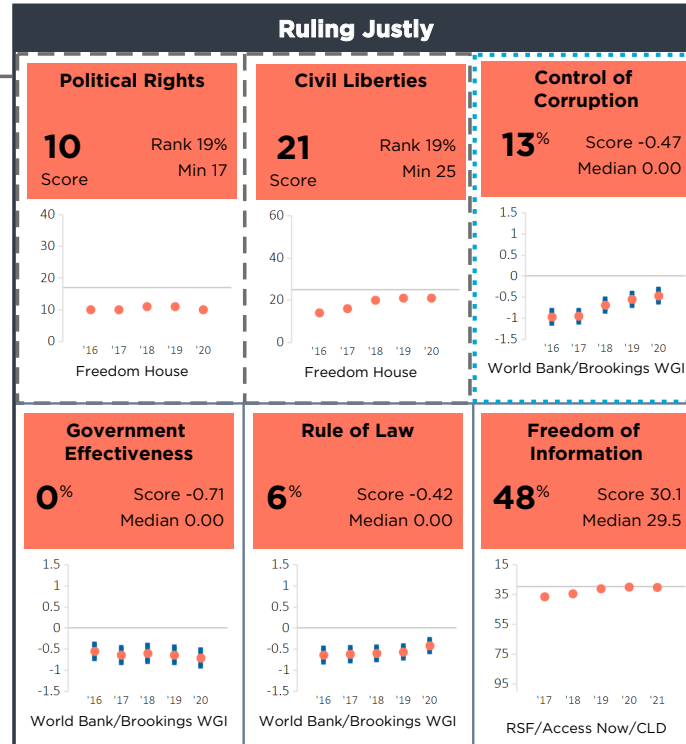 Ruling Justly
Political Rights
10
Score
Rank 19%
Min 17
40
30
20
10
0
'16 '17 '18 '19 '20
Freedom House
Civil Liberties
21
Score
Rank 19%
Min 25
60
40
20
0
'16 '17 '18 '19 '20
Freedom House
Control of
Corruption
13%
Score -0.47
Median 0.00
1.5
1
0.5
0
-0.5
-1
-1.5
'16 '17 '18 '19 '20
World Bank/Brookings WGI
Government
Effectiveness
0%
Score -0.71
Median 0.00
1.5
1
0.5
0
-0.5
-1
-1.5
'16 '17 '18 '19 '20
World Bank/Brookings WGI
Rule of Law
6%
Score -0.42
Median 0.00
1.5
1
0.5
0
-0.5
-1
-1.5
'16 '17 '18 '19 '20
World Bank/Brookings WGI
Freedom of
Information
48%
Score 30.1
Median 29.5
15
35
55
75
95
'17 '18 '19 '20 '21
RSF/Access Now/CLD